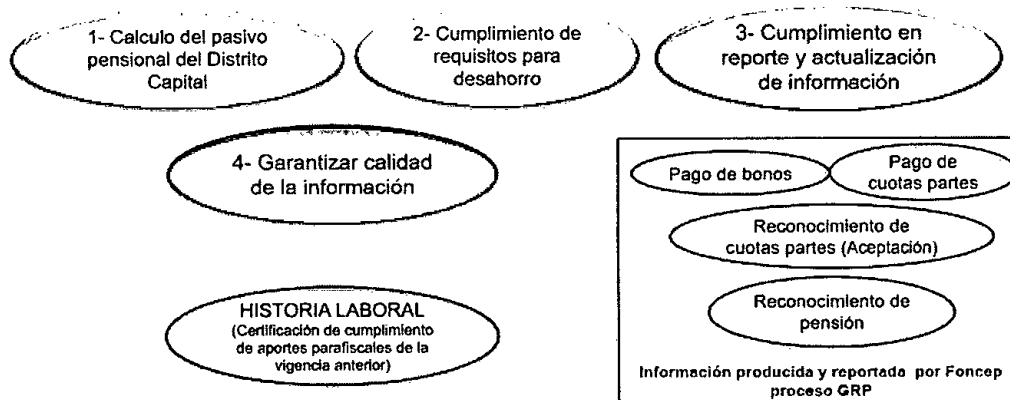 1- Calculo del pasivo
pensional del Distrito
Capital
2- Cumplimiento de
requisitos para
desahorro
3- Cumplimiento en
reporte y actualización
de información
4- Garantizar calidad
de la información
Pago de bonos
Pago de
cuotas partes
Reconocimiento de
cuotas partes (Aceptación)
Reconocimiento de
pensión
HISTORIA LABORAL
(Certificación de cumplimiento
de aportes parafiscales de la
vigencia anterior)
Información producida y reportada por Foncep
proceso GRP